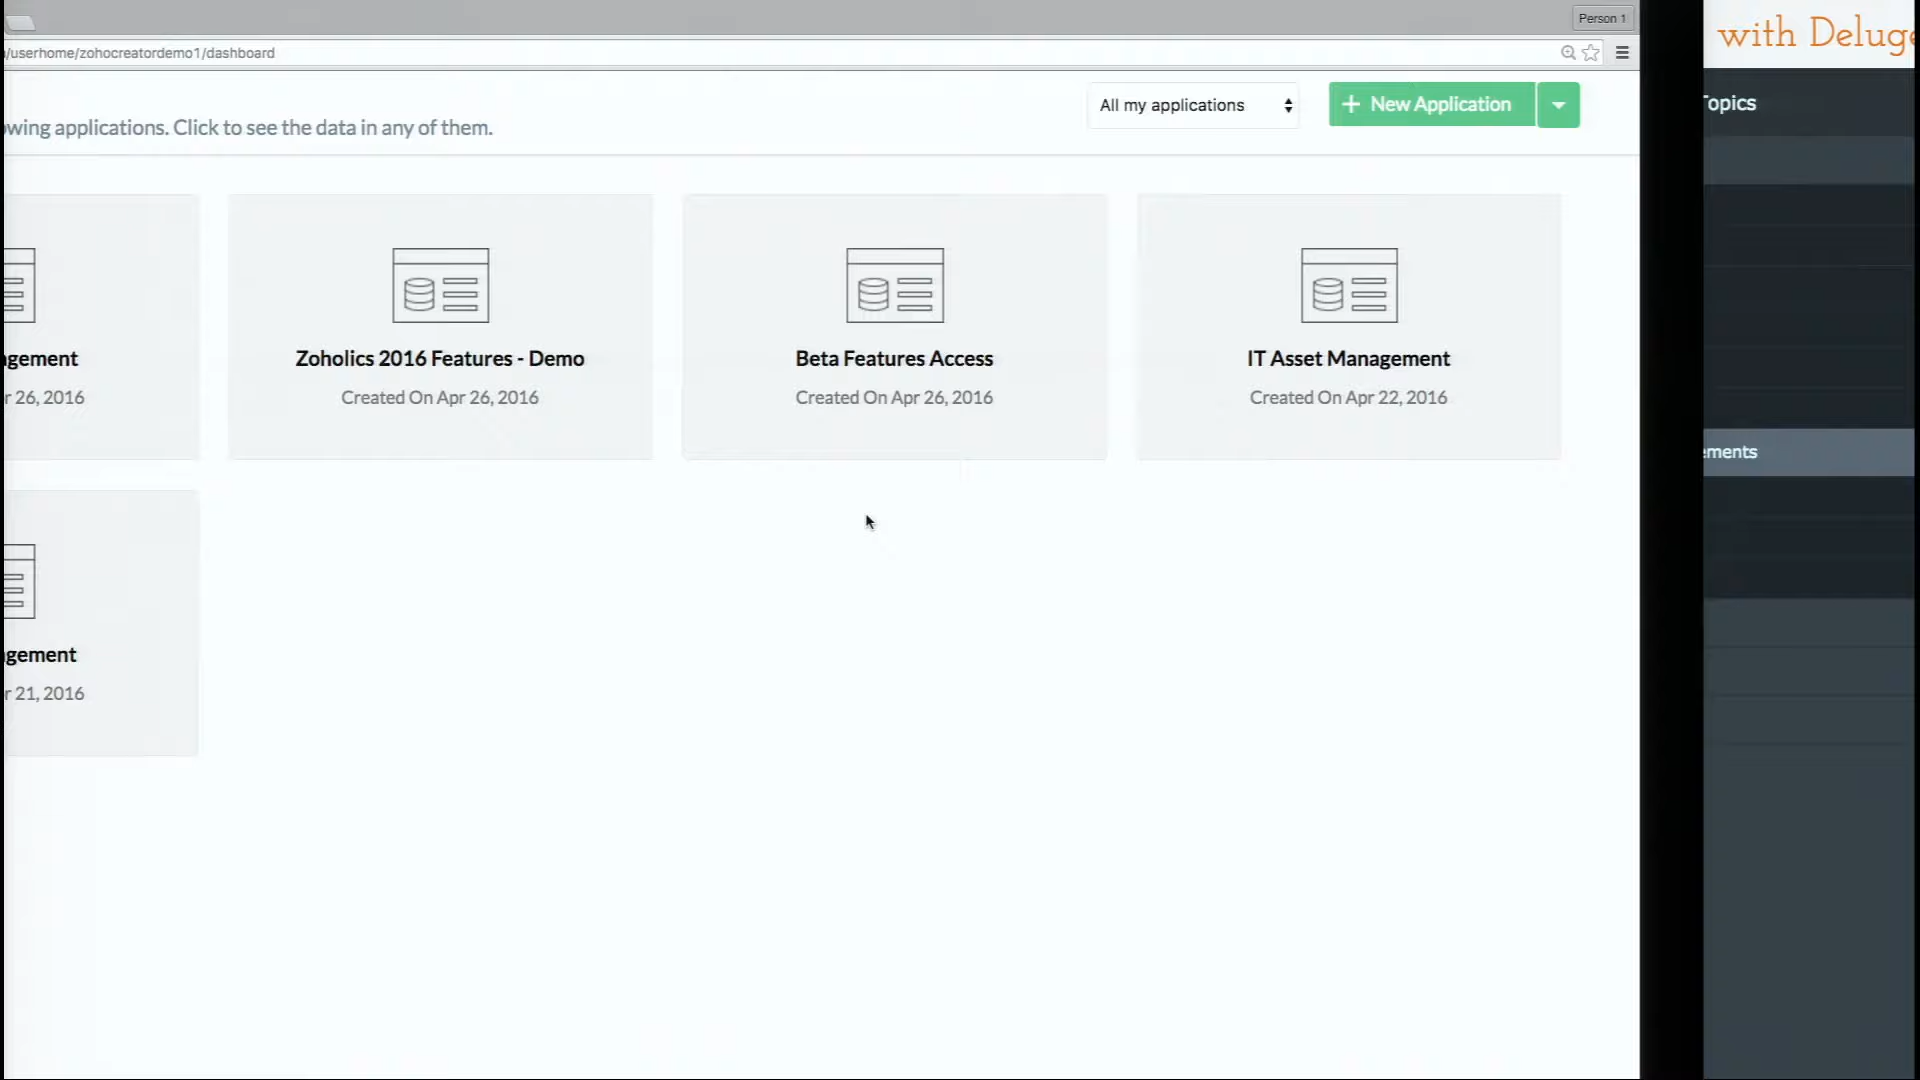 Person 1
/userhome/zohocreatordemo1/dashboard
with Deluge
owing applications. Click to see the data in any of them.
All my applications
New Application
Topics
gement
r 26, 2016
Zoholics 2016 Features - Demo
Created On Apr 26, 2016
Beta Features Access
Created On Apr 26, 2016
IT Asset Management
Created On Apr 22, 2016
ements
gement
r 21, 2016